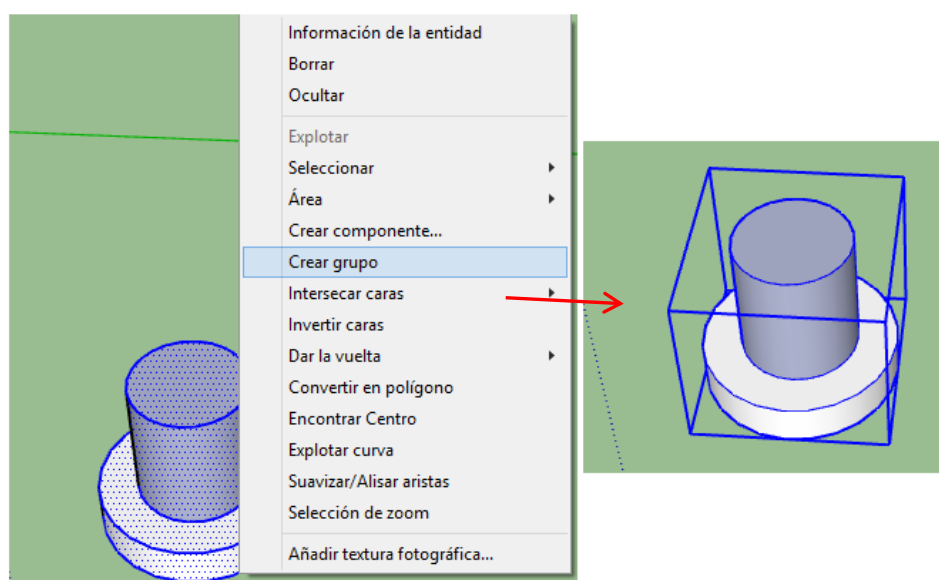 Información de la entidad
Borrar
Ocultar
Explotar
Seleccionar
Área
Crear componente...
Crear grupo
Intersecar caras
Invertir caras
Dar la vuelta
Convertir en polígono
Encontrar Centro
Explotar curva
Suavizar/Alisar aristas
Selección de zoom
Añadir textura fotográfica...